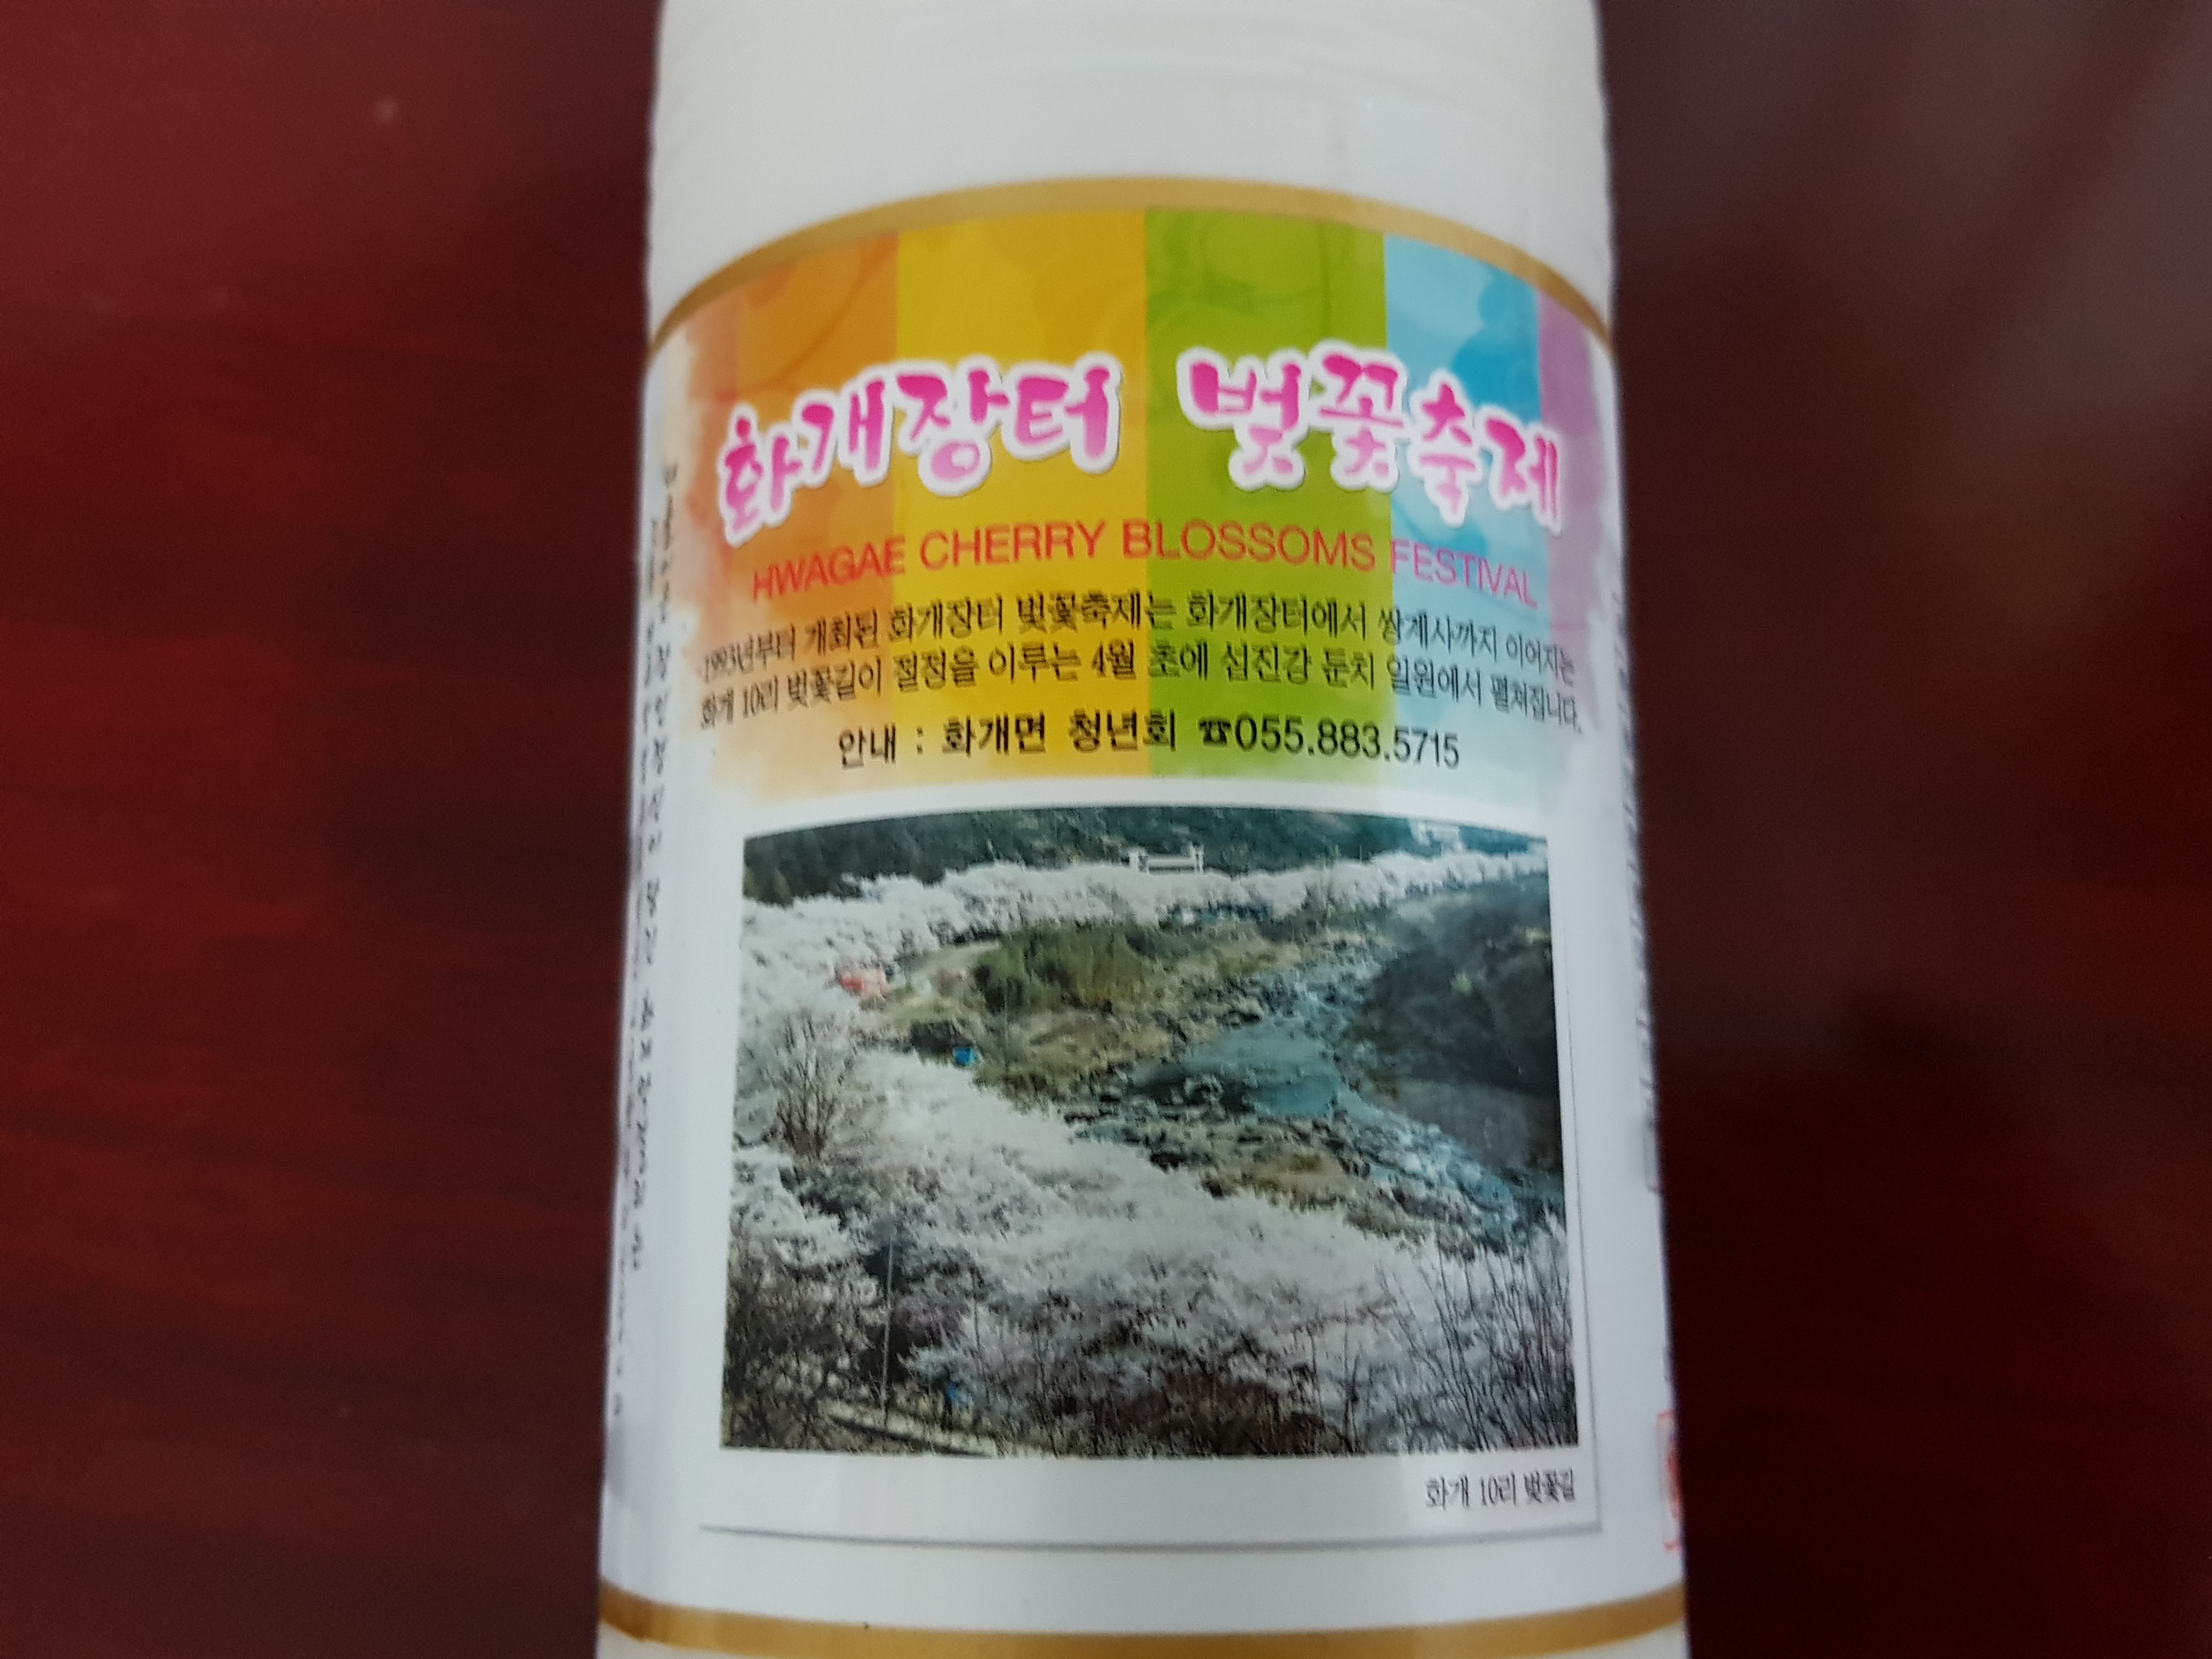 화개장터 벚꽃축제
HWAGAE CHERRY BLOSSOMS FESTIVAL
1993년부터 개최된 화개장터 벚꽃축제는 화개장터에서 쌍계사까지 이어지는
화개 10리 벚꽃길이 절정을 이루는 4월 초에 섬진강 둔치 일원에서 펼쳐집니다.
안내 : 화개면 청년회 ☎055.883.5715
화개 10리 벚꽃길